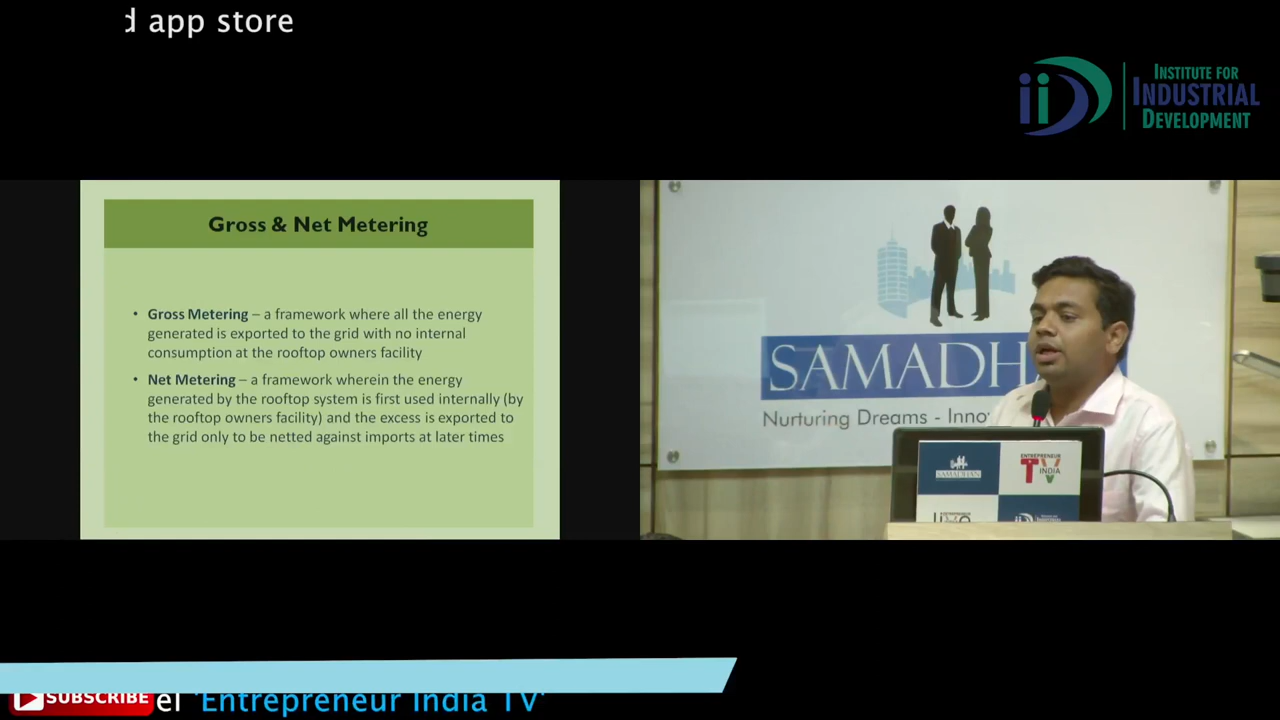 d app store
INSTITUTE FOR
INDUSTRIAL
DEVELOPMENT
Gross & Net Metering
• Gross Metering – a framework where all the energy
generated is exported to the grid with no internal
consumption at the rooftop owners facility
• Net Metering – a framework wherein the energy
generated by the rooftop system is first used internally (by
the rooftop owners facility) and the excess is exported to
the grid only to be netted against imports at later times
SAMADH
Nurturing Dreams - Inno
SAMADHAN
ENTREPRENEUR
TV
INDIA
SUBSCRIBE
el 'Entrepreneur India TV'